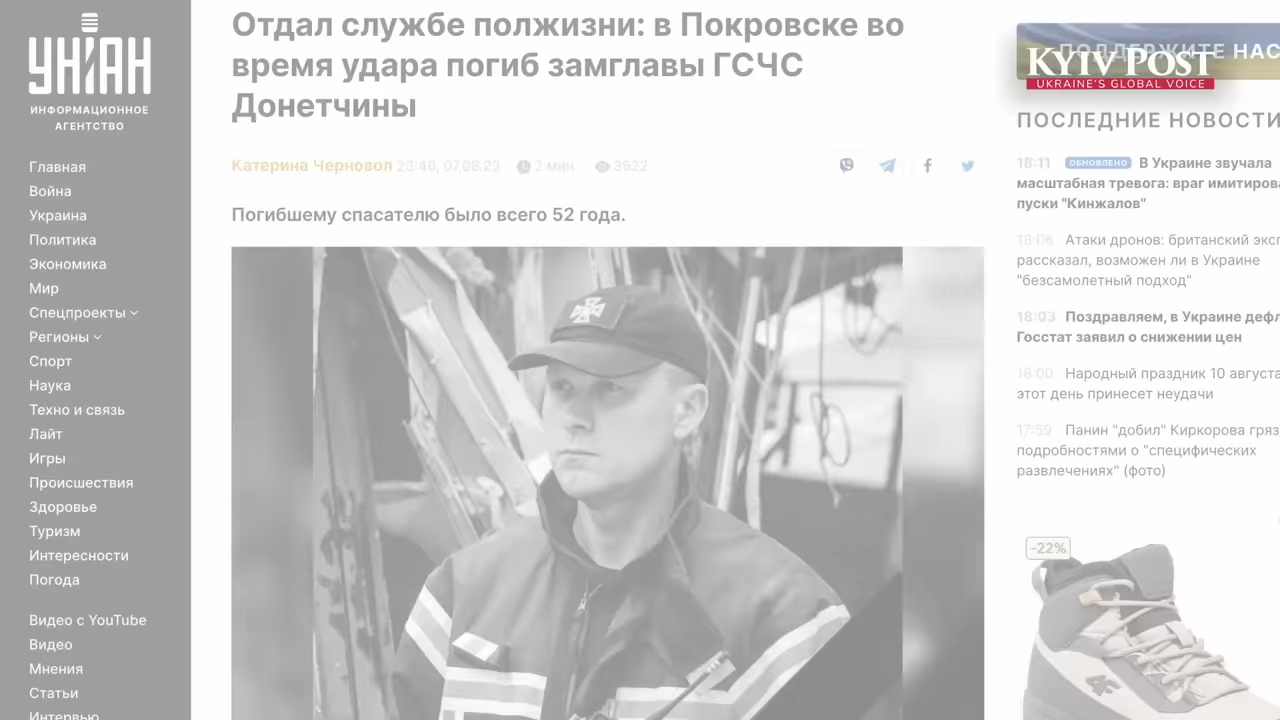 УНІАН
ИНФОРМАЦИОННОЕ
АГЕНТСТВО
Главная
Война
Украина
Политика
Экономика
Мир
Спецпроекты
Регионы
Спорт
Наука
Техно и связь
Лайт
Игры
Происшествия
Здоровье
Туризм
Интересности
Погода
Видео с YouTube
Видео
Мнения
Статьи
Интервью
Отдал службе полжизни: в Покровске во
время удара погиб замглавы ГСЧС
Донетчины
Катерина Черновол 23:46, 07.08.23 2 мин. 3622
Погибшему спасателю было всего 52 года.
ПОДДЕРЖИТЕ НАС
KYIV POST
UKRAINE'S GLOBAL VOICE
ПОСЛЕДНИЕ НОВОСТИ
18:11 ОБНОВЛЕНО В Украине звучала
масштабная тревога: враг имитирова
пуски "Кинжалов"
18:06 Атаки дронов: британский экс
рассказал, возможен ли в Украине
"безсамолетный подход"
18:03 Поздравляем, в Украине дефл
Госстат заявил о снижении цен
18:00 Народный праздник 10 августа
этот день принесет неудачи
17:59 Панин "добил" Киркорова гряз
подробностями о "специфических
развлечениях" (фото)
-22%